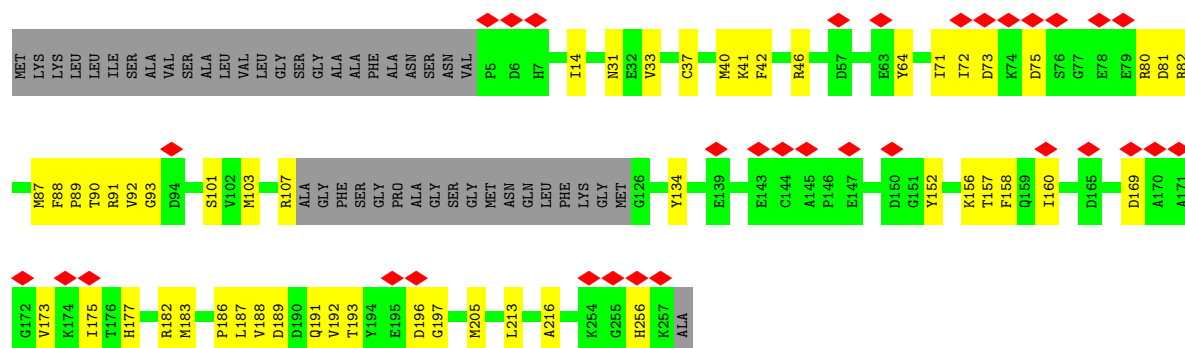 MET LYS LYS LEU LEU ILE SER ALA VAL SER ALA LEU VAL LEU GLY SER GLY ALA ALA PHE ALA ASN SER ASN VAL P5 D6 H7 I14 N31 E32 V33 C37 M40 K41 F42 R46 D57 E63 Y64 I71 I72 D73 K74 D75 S76 G77 E78 E79 R80 D81 R82
M87 F88 P89 T90 R91 V92 G93 D94 S101 V102 M103 R107 ALA GLY PHE SER GLY PRO ALA GLY SER GLY MET ASN GLN LEU PHE LYS GLY MET G126 Y134 E139 E143 C144 A145 P146 E147 D150 G151 Y152 K156 T157 F158 Q159 I160 D165 D169 A170 A171
G172 V173 K174 I175 T176 H177 R182 M183 P186 L187 V188 D189 D190 Q191 V192 T193 Y194 E195 D196 G197 M205 L213 A216 K254 G255 H256 K257 ALA